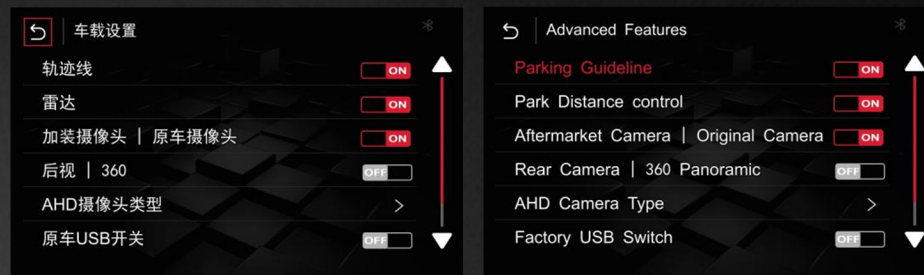 车载设置
轨迹线 ON
雷达 ON
加装摄像头 | 原车摄像头 ON
后视 | 360 OFF
AHD摄像头类型 >
原车USB开关 OFF
Advanced Features
Parking Guideline ON
Park Distance control ON
Aftermarket Camera | Original Camera ON
Rear Camera | 360 Panoramic OFF
AHD Camera Type >
Factory USB Switch OFF